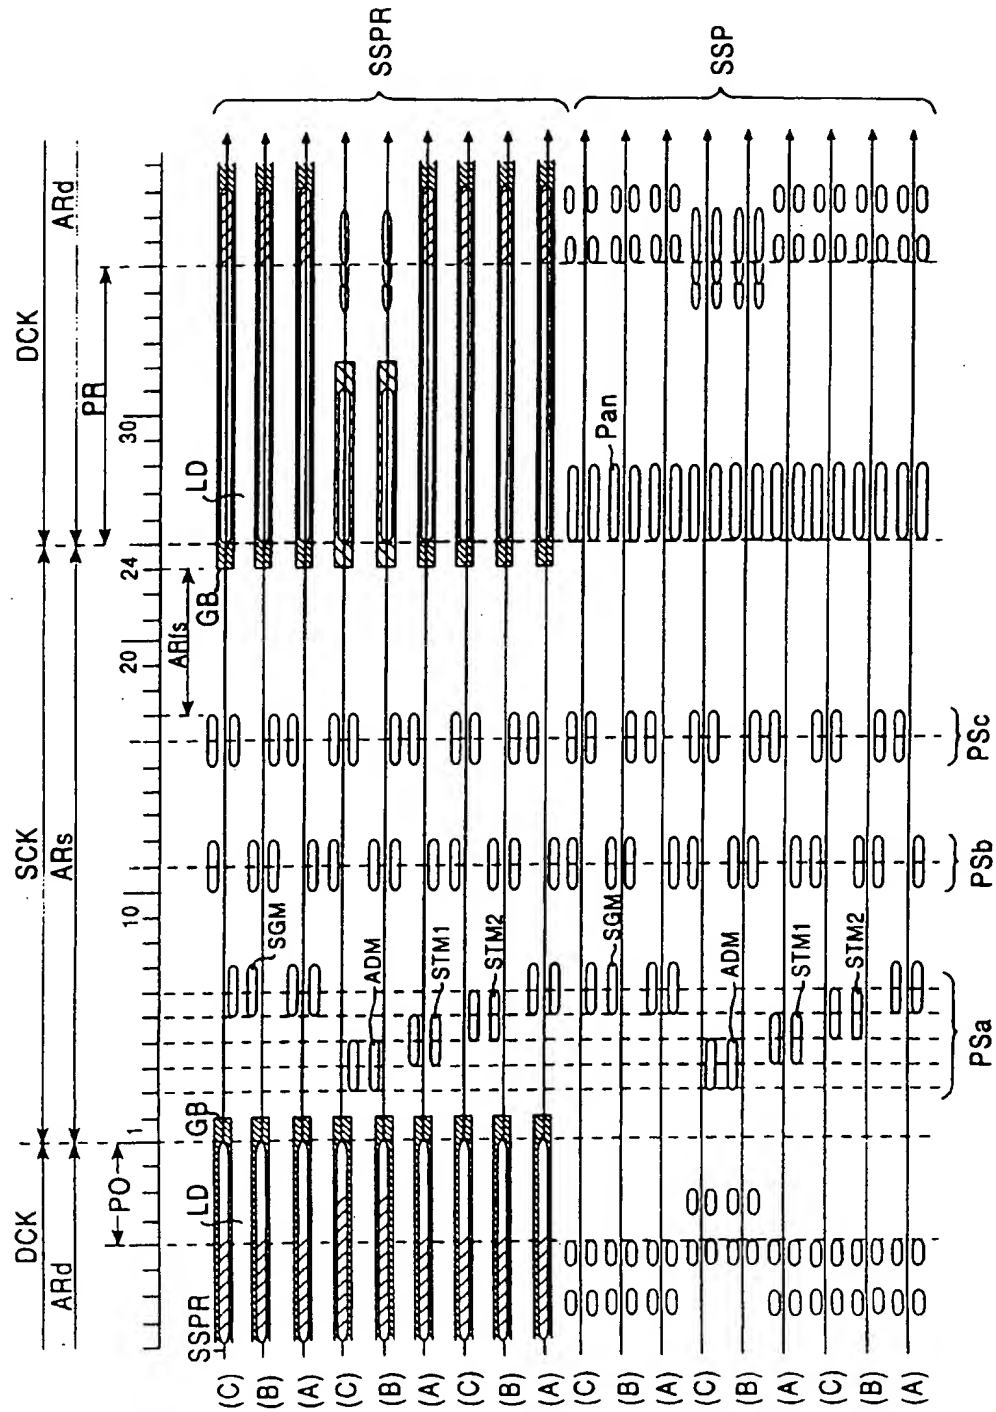 DCK
SCK
DCK
ARd
ARs
ARd
PO
PR
1
10
20
24
30
ARfs
SSPR
LD
GB
GB
LD
SSPR
(C)
(B)
(A)
(C)
(B)
(A)
(C)
(B)
(A)
SGM
ADM
STM1
STM2
SSP
(C)
(B)
(A)
(C)
(B)
(A)
(C)
(B)
(A)
SGM
ADM
STM1
STM2
Pan
PSa
PSb
PSc